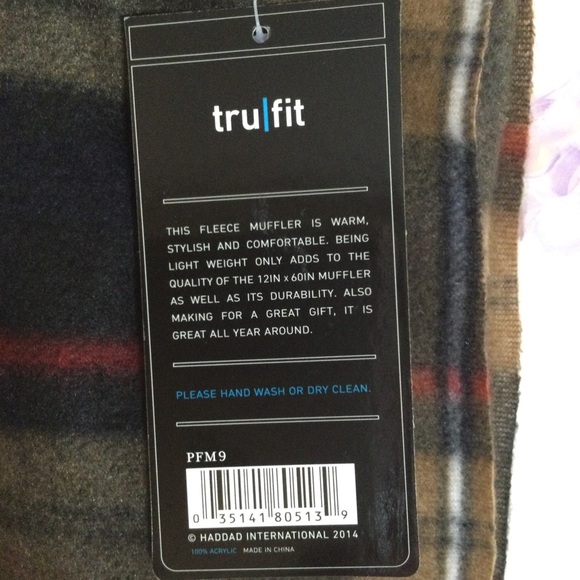 tru|fit
THIS FLEECE MUFFLER IS WARM,
STYLISH AND COMFORTABLE. BEING
LIGHT WEIGHT ONLY ADDS TO THE
QUALITY OF THE 12IN x 60IN MUFFLER
AS WELL AS ITS DURABILITY. ALSO
MAKING FOR A GREAT GIFT, IT IS
GREAT ALL YEAR AROUND.
PLEASE HAND WASH OR DRY CLEAN.
PFM9
0 35141 80513 9
© HADDAD INTERNATIONAL 2014
100% ACRYLIC MADE IN CHINA